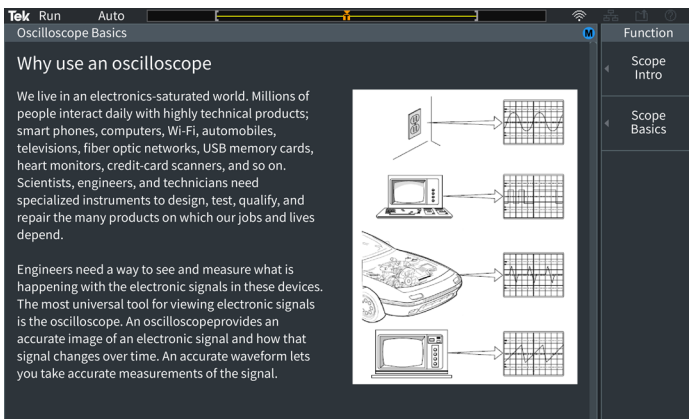 Tek Run Auto
Oscilloscope Basics
M
Function
Why use an oscilloscope
Scope
Intro
Scope
Basics
We live in an electronics-saturated world. Millions of
people interact daily with highly technical products;
smart phones, computers, Wi-Fi, automobiles,
televisions, fiber optic networks, USB memory cards,
heart monitors, credit-card scanners, and so on.
Scientists, engineers, and technicians need
specialized instruments to design, test, qualify, and
repair the many products on which our jobs and lives
depend.
Engineers need a way to see and measure what is
happening with the electronic signals in these devices.
The most universal tool for viewing electronic signals
is the oscilloscope. An oscilloscopeprovides an
accurate image of an electronic signal and how that
signal changes over time. An accurate waveform lets
you take accurate measurements of the signal.